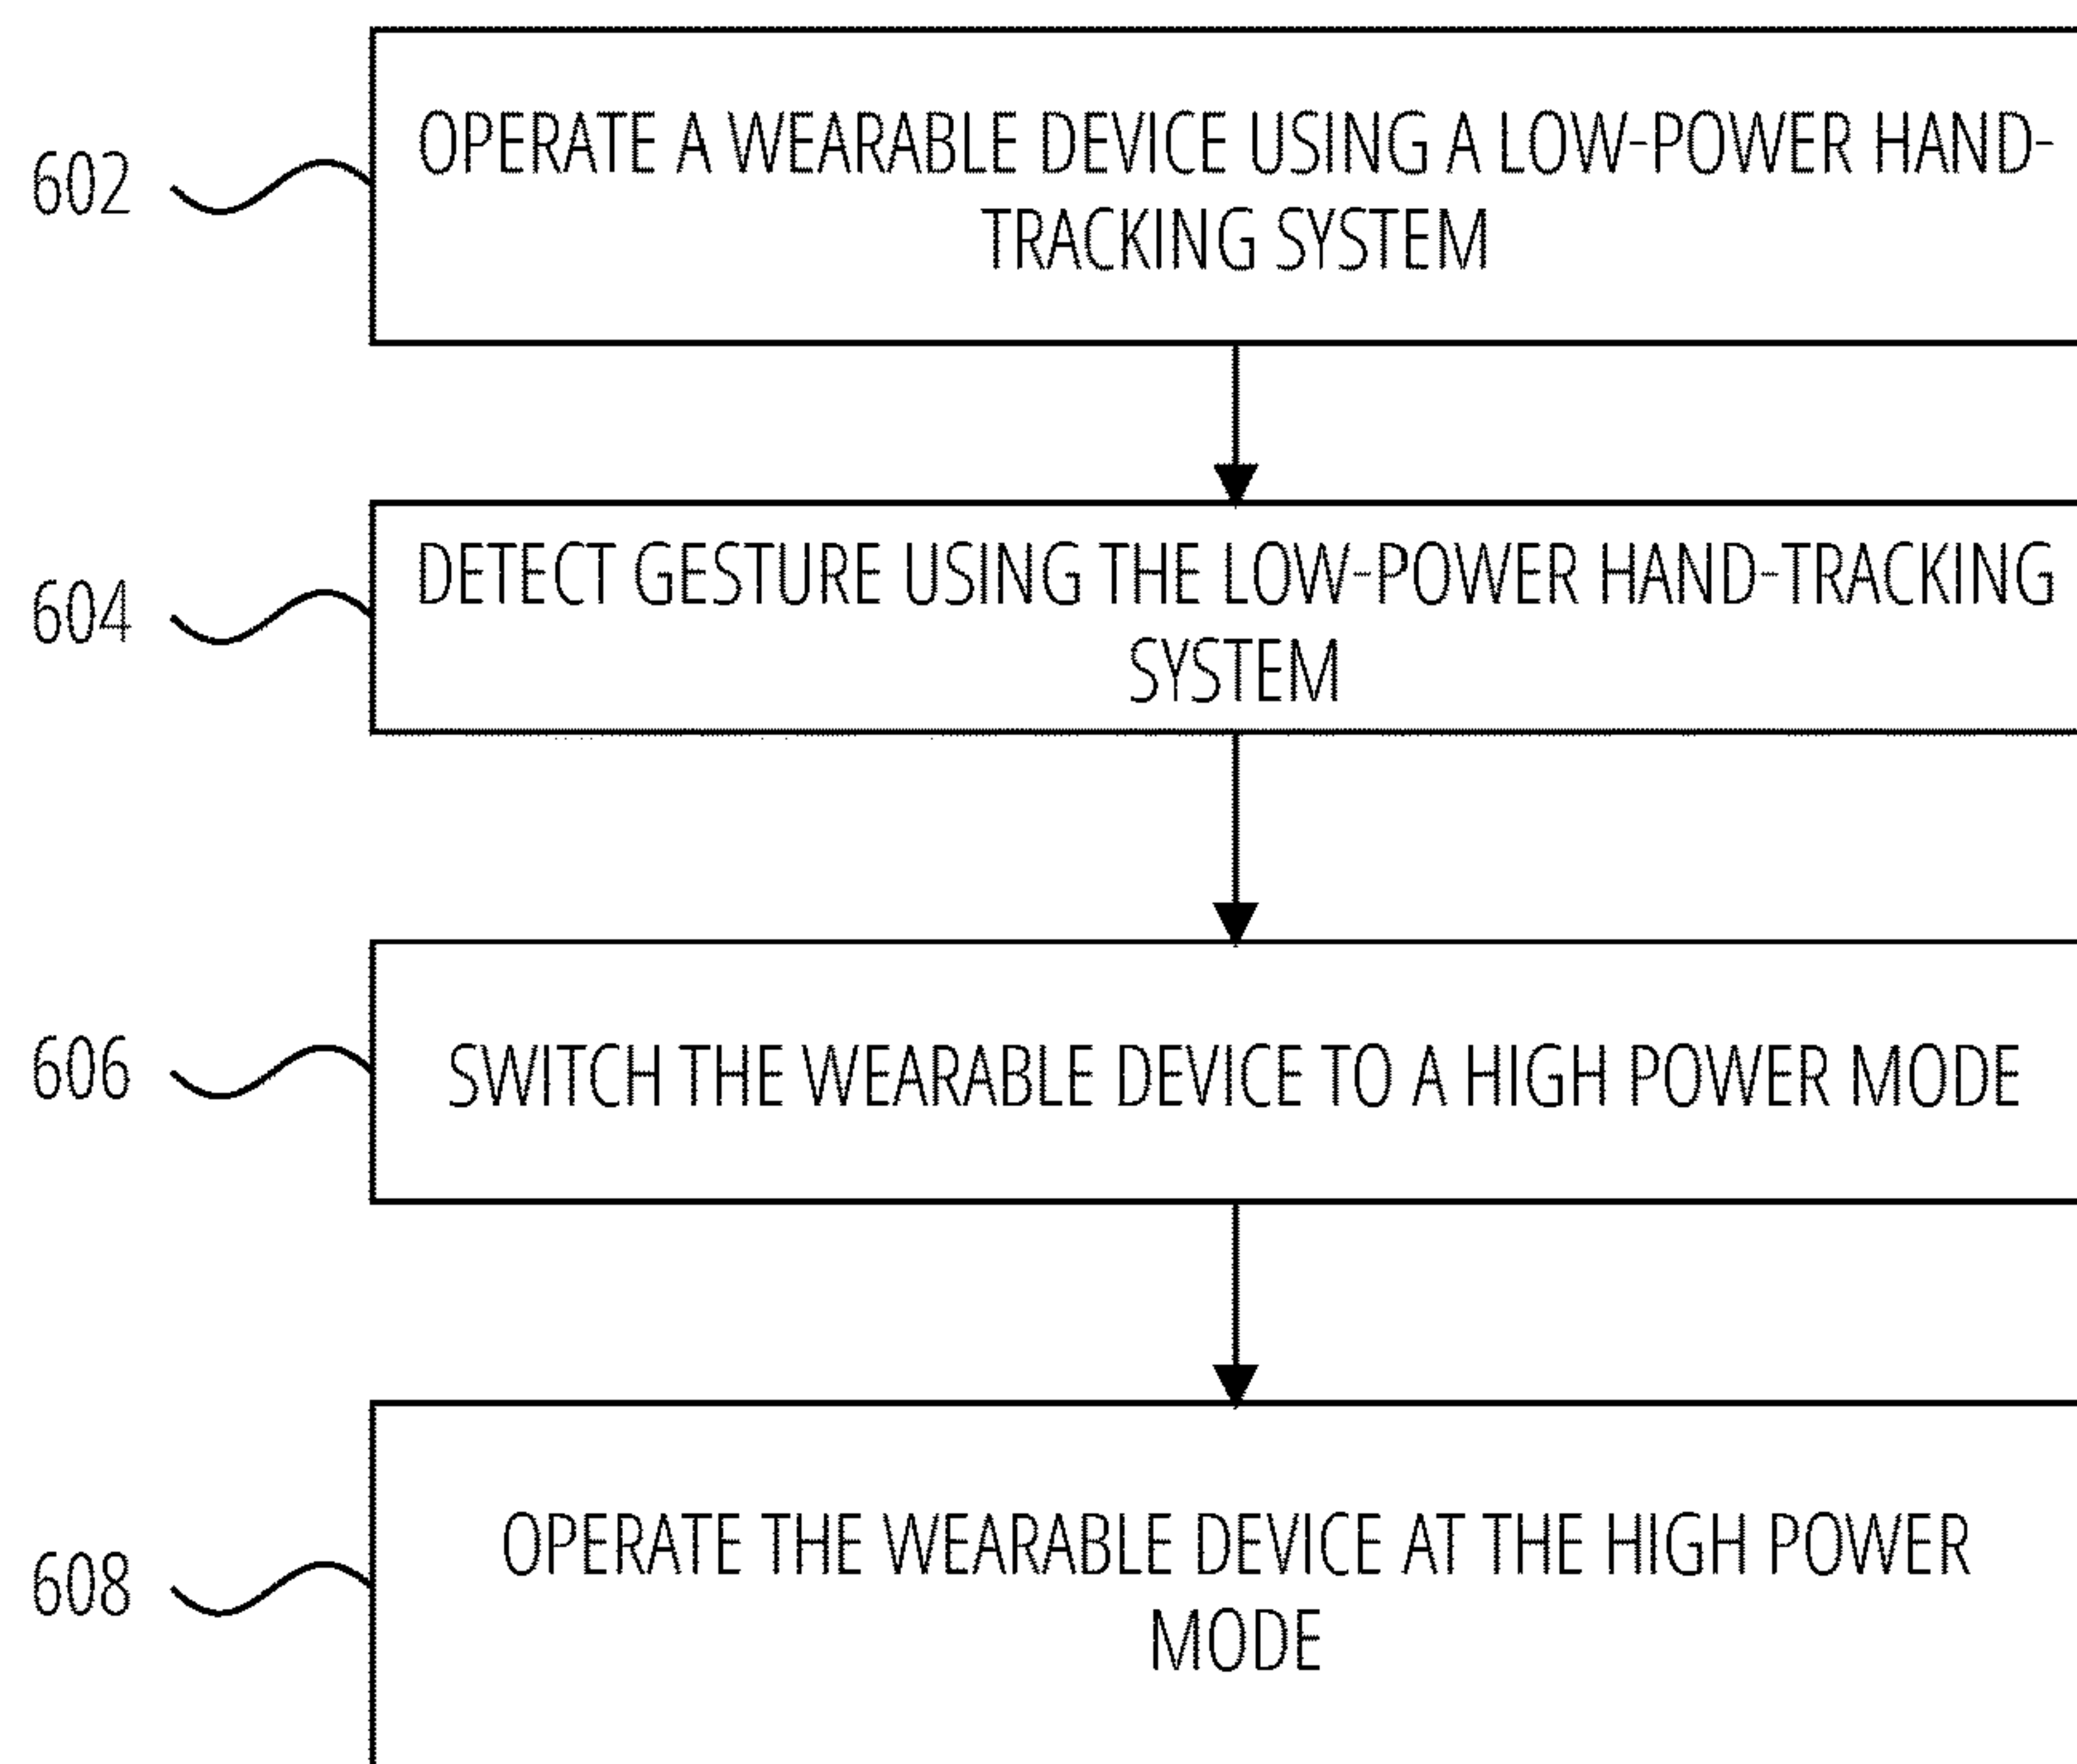 602
OPERATE A WEARABLE DEVICE USING A LOW-POWER HAND-
TRACKING SYSTEM
604
DETECT GESTURE USING THE LOW-POWER HAND-TRACKING
SYSTEM
606
SWITCH THE WEARABLE DEVICE TO A HIGH POWER MODE
608
OPERATE THE WEARABLE DEVICE AT THE HIGH POWER
MODE